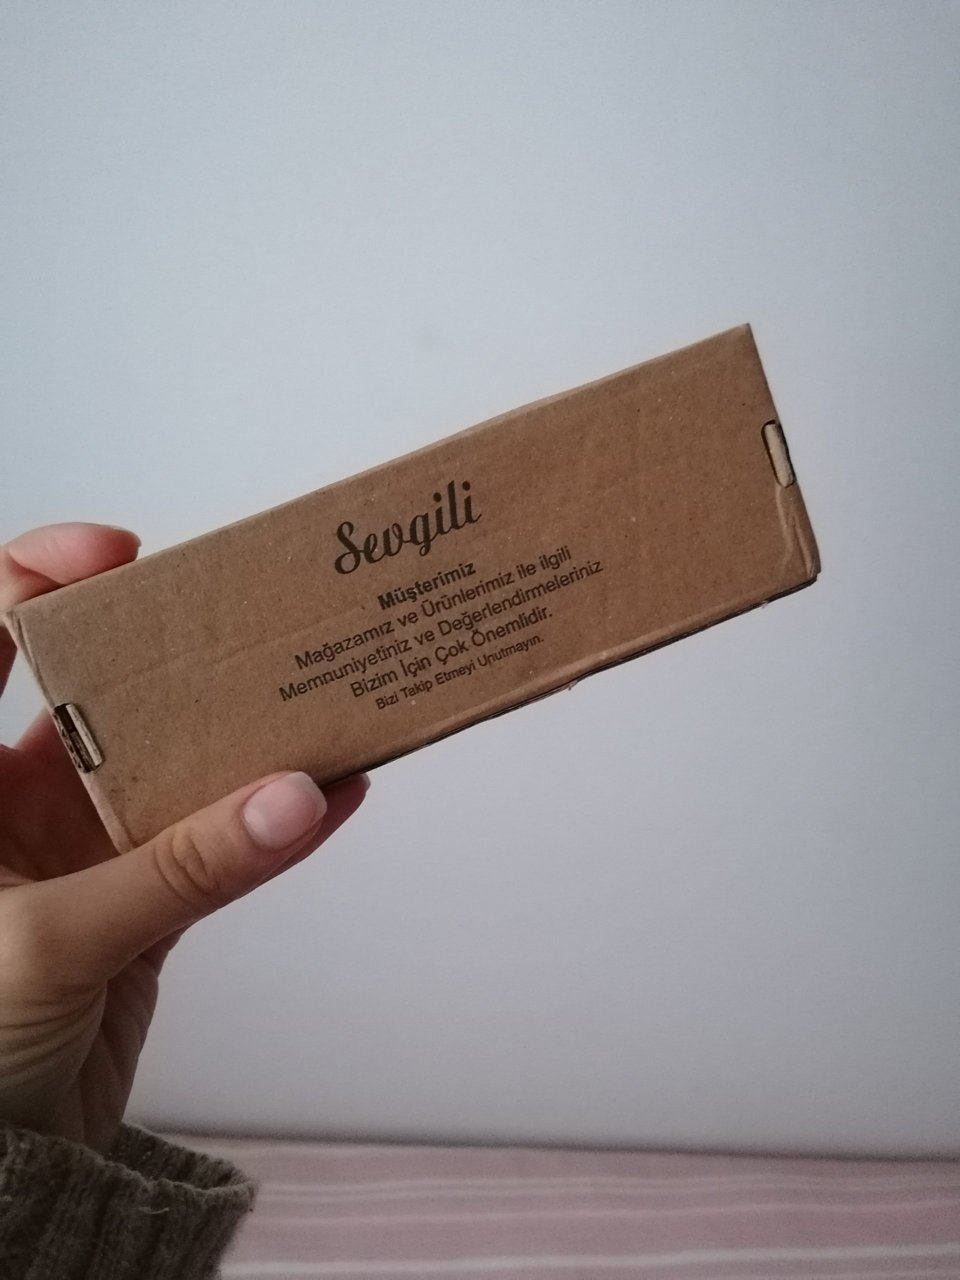 Sevgili
Müşterimiz
Mağazamız ve Ürünlerimiz ile ilgili
Memnuniyetiniz ve Değerlendirmeleriniz
Bizim İçin Çok Önemlidir.
Bizi Takip Etmeyi Unutmayın.